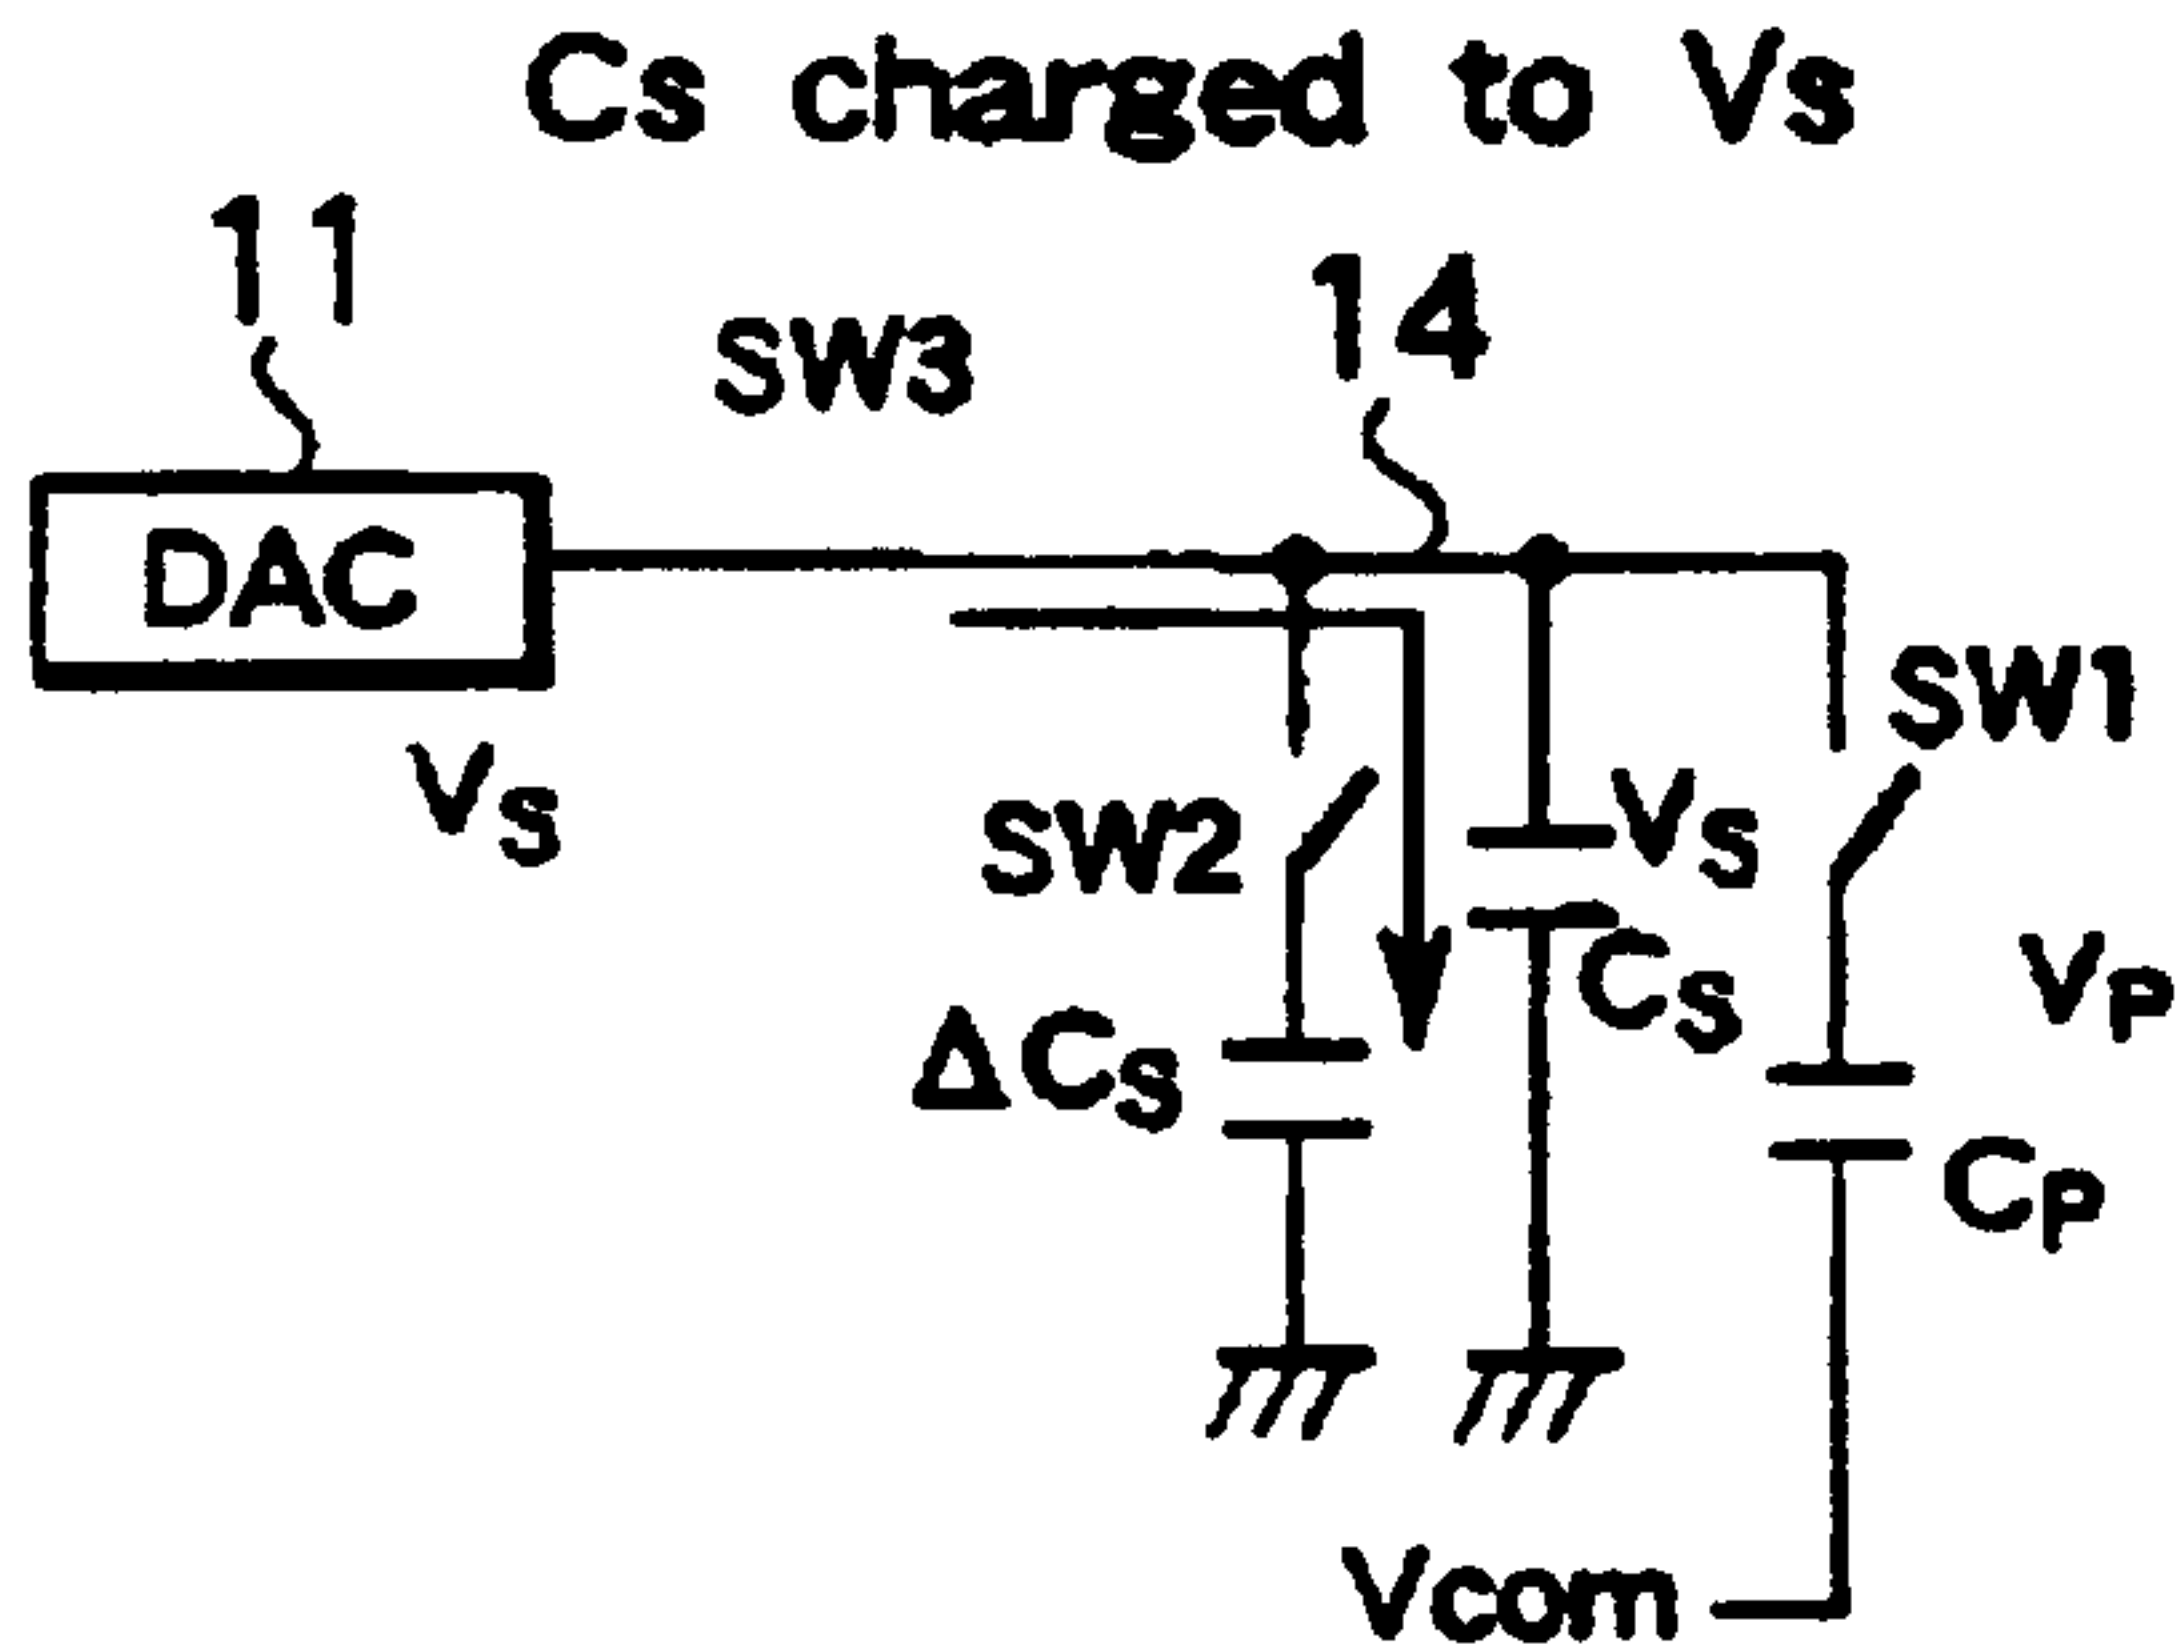 Cs charged to Vs
11
14
SW3
DAC
SW1
Vs
SW2
Vs
Cs
VP
ΔCs
CP
Vcom